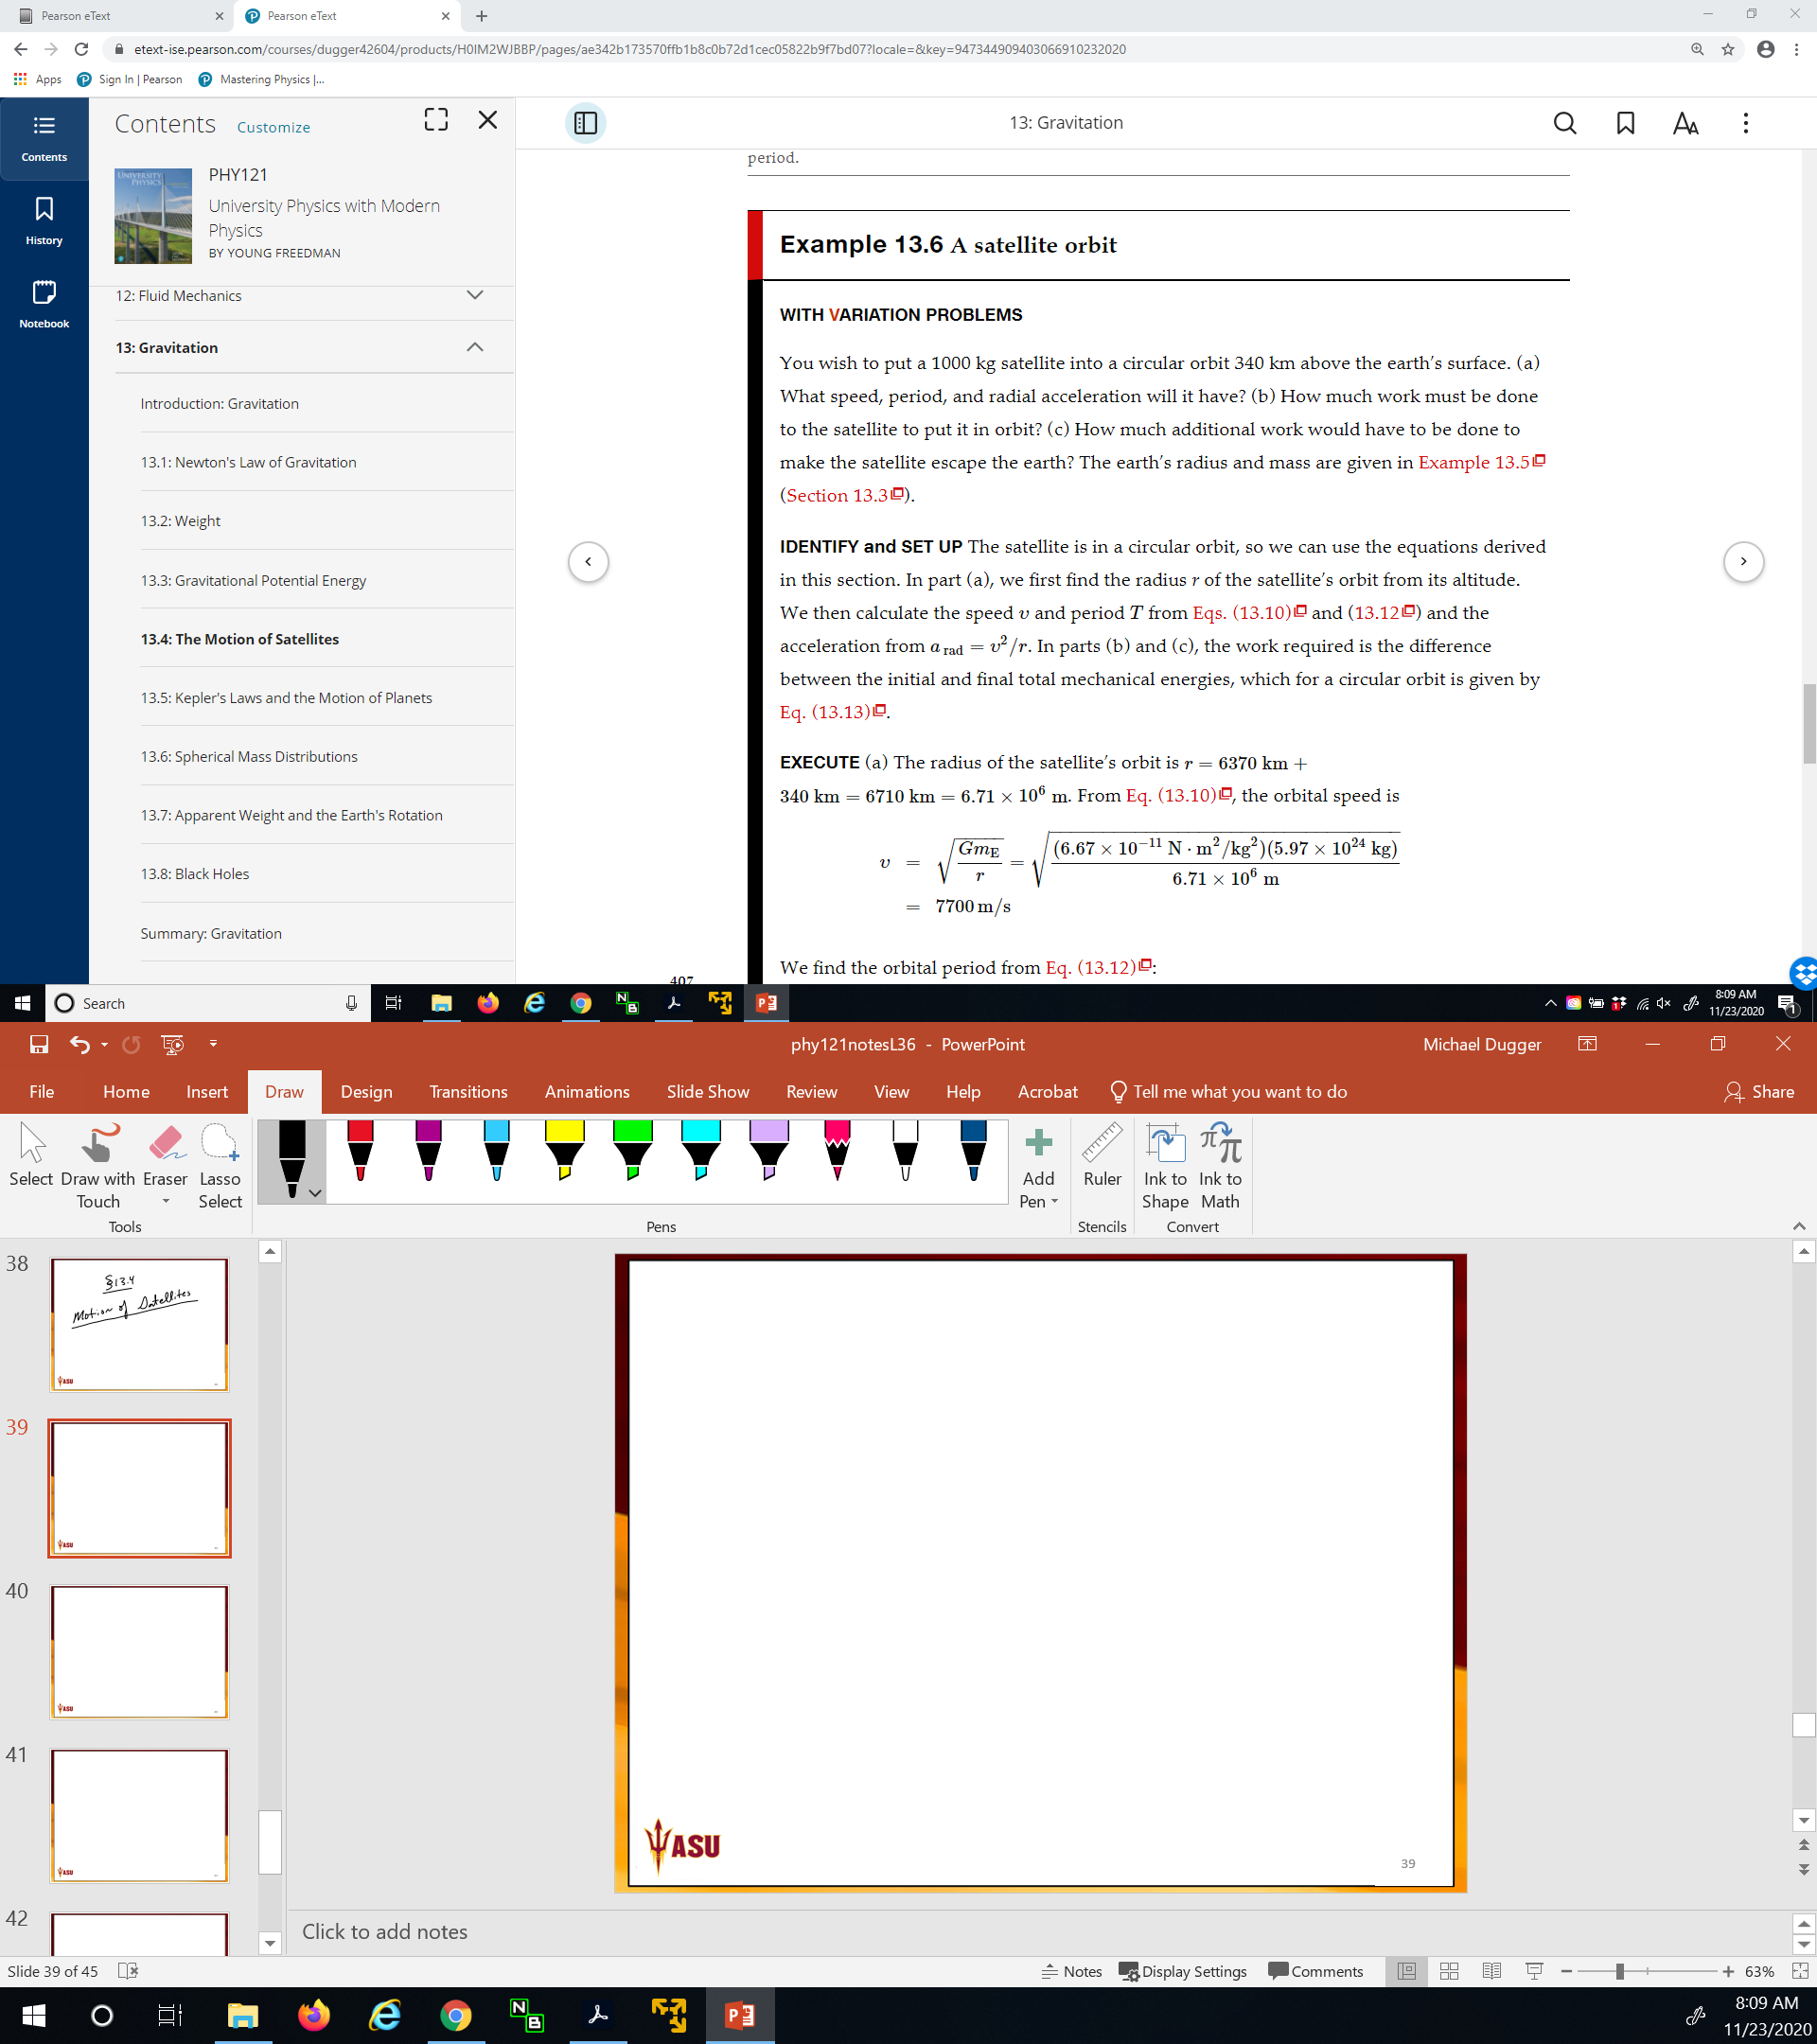 Pearson eText
Pearson eText
etext-ise.pearson.com/courses/dugger42604/products/H0IM2WJBBP/pages/ae342b173570ffb1b8c0b72d1cec05822b9f7bd07?locale=&key=947344909403066910232020
Apps Sign In | Pearson Mastering Physics |...
Contents
History
Notebook
Contents Customize
UNIVERSITY PHYSICS
PHY121
University Physics with Modern
Physics
BY YOUNG FREEDMAN
12: Fluid Mechanics
13: Gravitation
Introduction: Gravitation
13.1: Newton's Law of Gravitation
13.2: Weight
13.3: Gravitational Potential Energy
13.4: The Motion of Satellites
13.5: Kepler's Laws and the Motion of Planets
13.6: Spherical Mass Distributions
13.7: Apparent Weight and the Earth's Rotation
13.8: Black Holes
Summary: Gravitation
13: Gravitation
period.
Example 13.6 A satellite orbit
WITH VARIATION PROBLEMS
You wish to put a 1000 kg satellite into a circular orbit 340 km above the earth's surface. (a)
What speed, period, and radial acceleration will it have? (b) How much work must be done
to the satellite to put it in orbit? (c) How much additional work would have to be done to
make the satellite escape the earth? The earth's radius and mass are given in Example 13.5
(Section 13.3).
IDENTIFY and SET UP The satellite is in a circular orbit, so we can use the equations derived
in this section. In part (a), we first find the radius r of the satellite's orbit from its altitude.
We then calculate the speed v and period T from Eqs. (13.10) and (13.12) and the
acceleration from a rad = v²/r. In parts (b) and (c), the work required is the difference
between the initial and final total mechanical energies, which for a circular orbit is given by
Eq. (13.13).
EXECUTE (a) The radius of the satellite's orbit is r = 6370 km +
340 km = 6710 km = 6.71 × 10⁶ m. From Eq. (13.10), the orbital speed is
v = √(GmE/r) = √((6.67 × 10⁻¹¹ N · m²/kg²)(5.97 × 10²⁴ kg)/6.71 × 10⁶ m)
= 7700 m/s
We find the orbital period from Eq. (13.12):
407
Search
8:09 AM
11/23/2020
1
phy121notesL36 - PowerPoint
Michael Dugger
File Home Insert Draw Design Transitions Animations Slide Show Review View Help Acrobat Tell me what you want to do Share
Select Draw with Touch Eraser Lasso Select
Add Pen Ruler Ink to Shape Ink to Math
Tools Pens Stencils Convert
38
§13.4
Motion of Satellites
ASU
39
ASU
40
ASU
41
ASU
42
ASU
39
Click to add notes
Slide 39 of 45
Notes Display Settings Comments 63%
8:09 AM
11/23/2020